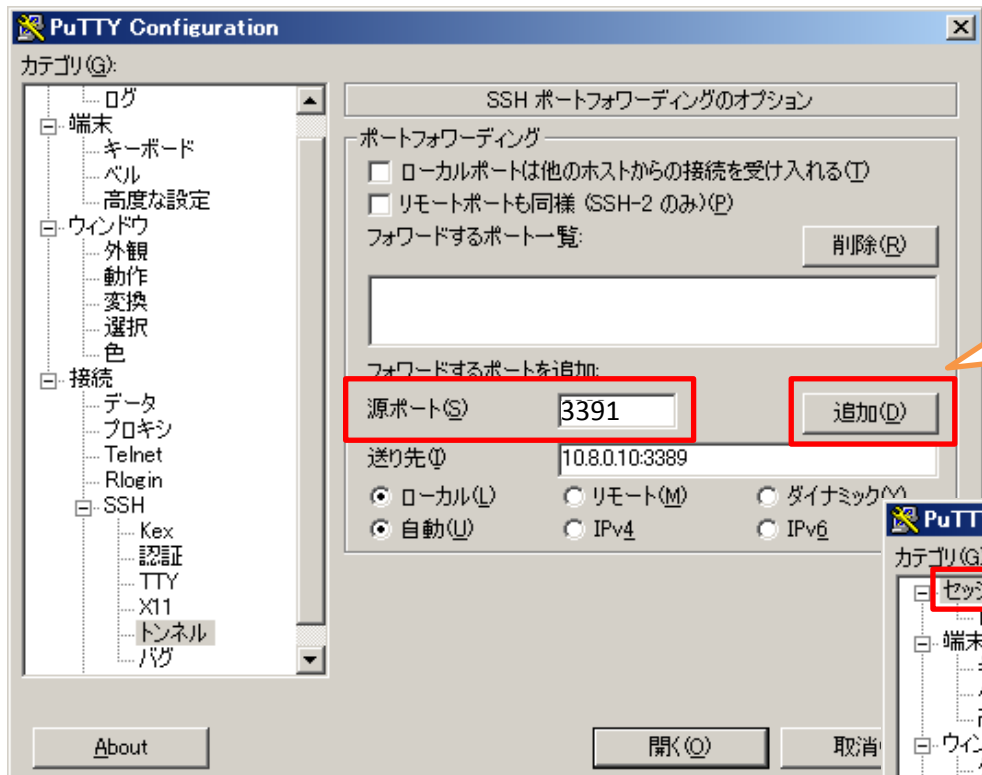 PuTTY Configuration
カテゴリ(G):
ログ
端末
キーボード
ベル
高度な設定
ウィンドウ
外観
動作
変換
選択
色
接続
データ
プロキシ
Telnet
Rlogin
SSH
Kex
認証
TTY
X11
トンネル
バグ
SSH ポートフォワーディングのオプション
ポートフォワーディング
ローカルポートは他のホストからの接続を受け入れる(T)
リモートポートも同様 (SSH-2 のみ)(P)
フォワードするポート一覧:
削除(R)
フォワードするポートを追加:
源ポート(S) 3391 追加(D)
送り先(I) 10.8.0.10:3389
ローカル(L) リモート(M) ダイナミック(Y)
自動(U) IPv4 IPv6
About 開く(O) 取消
PuTT
カテゴリ(G)
セッ
端末
ウィン